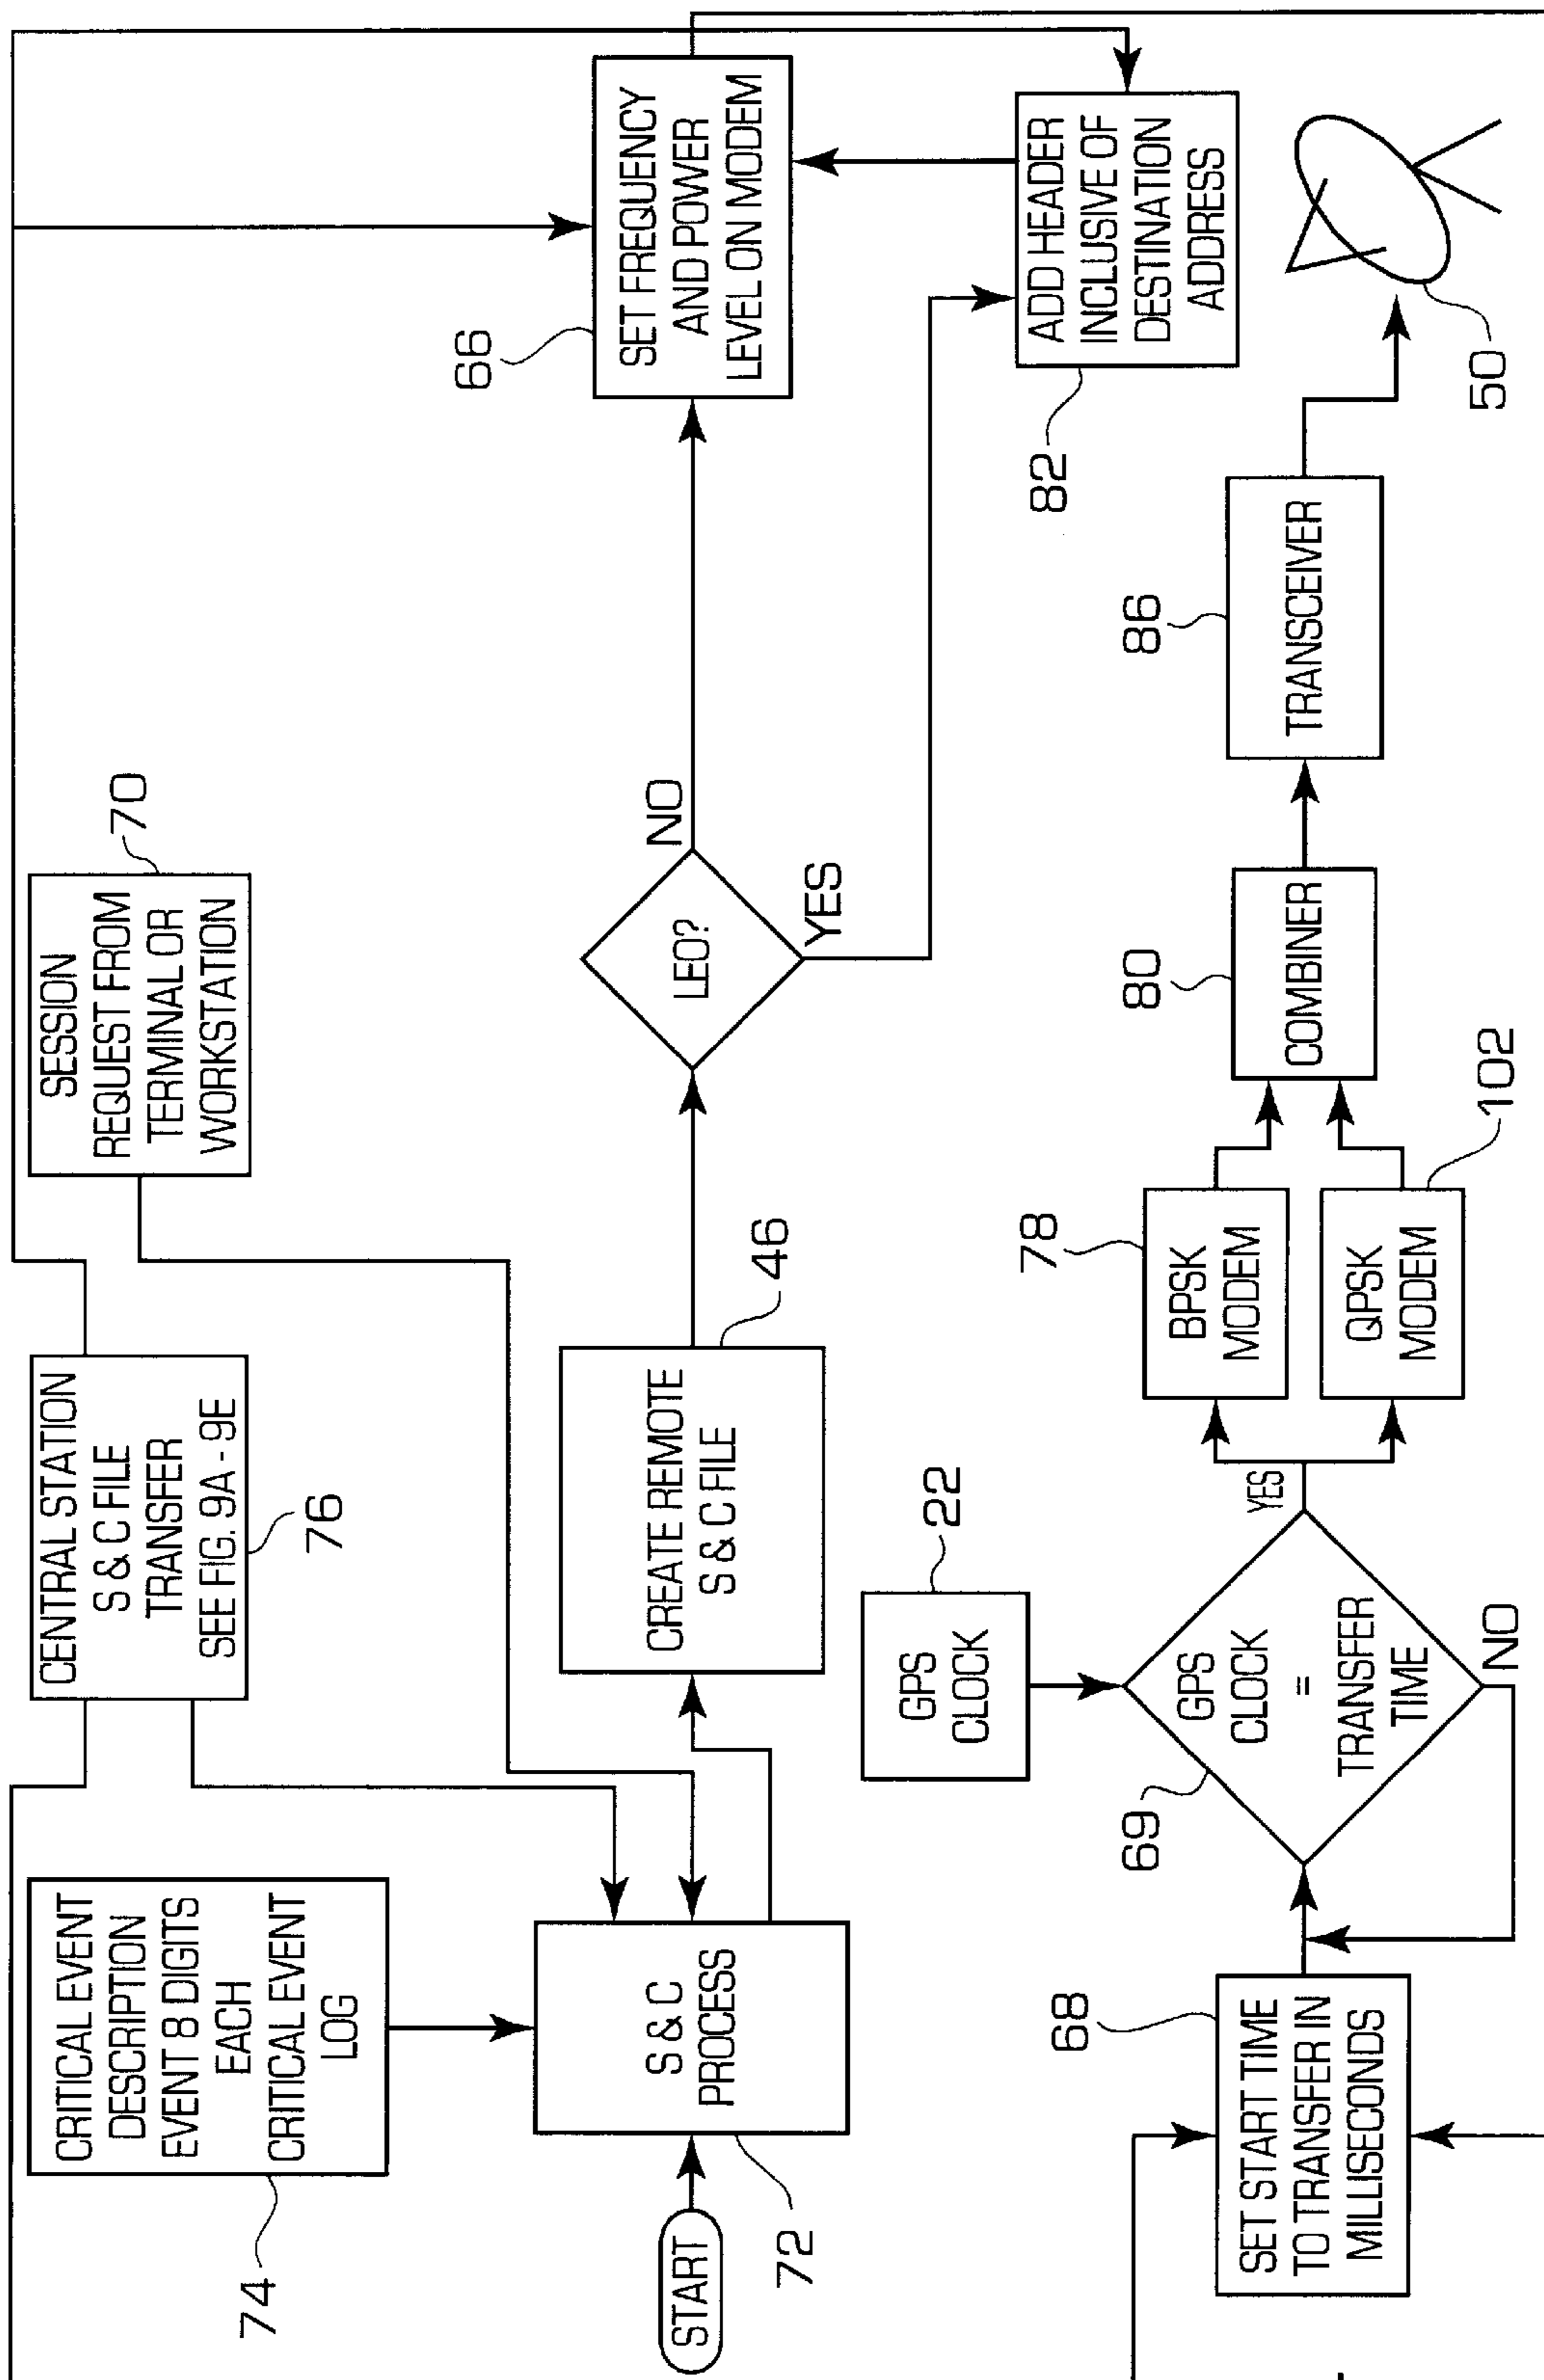 CRITICAL EVENT
DESCRIPTION
EVENT 8 DIGITS
EACH
CRITICAL EVENT
LOG
74
CENTRAL STATION
S & C FILE
TRANSFER
SEE FIG. 9A - 9E
76
SESSION
REQUEST FROM
TERMINAL OR
WORKSTATION
70
START
S & C
PROCESS
72
CREATE REMOTE
S & C FILE
46
LEO?
NO
YES
SET FREQUENCY
AND POWER
LEVEL ON MODEM
66
ADD HEADER
INCLUSIVE OF
DESTINATION
ADDRESS
82
GPS
CLOCK
22
SET START TIME
TO TRANSFER IN
MILLISECONDS
68
GPS
CLOCK
=
TRANSFER
TIME
69
YES
NO
BPSK
MODEM
78
QPSK
MODEM
102
COMBINER
80
TRANSCEIVER
86
50